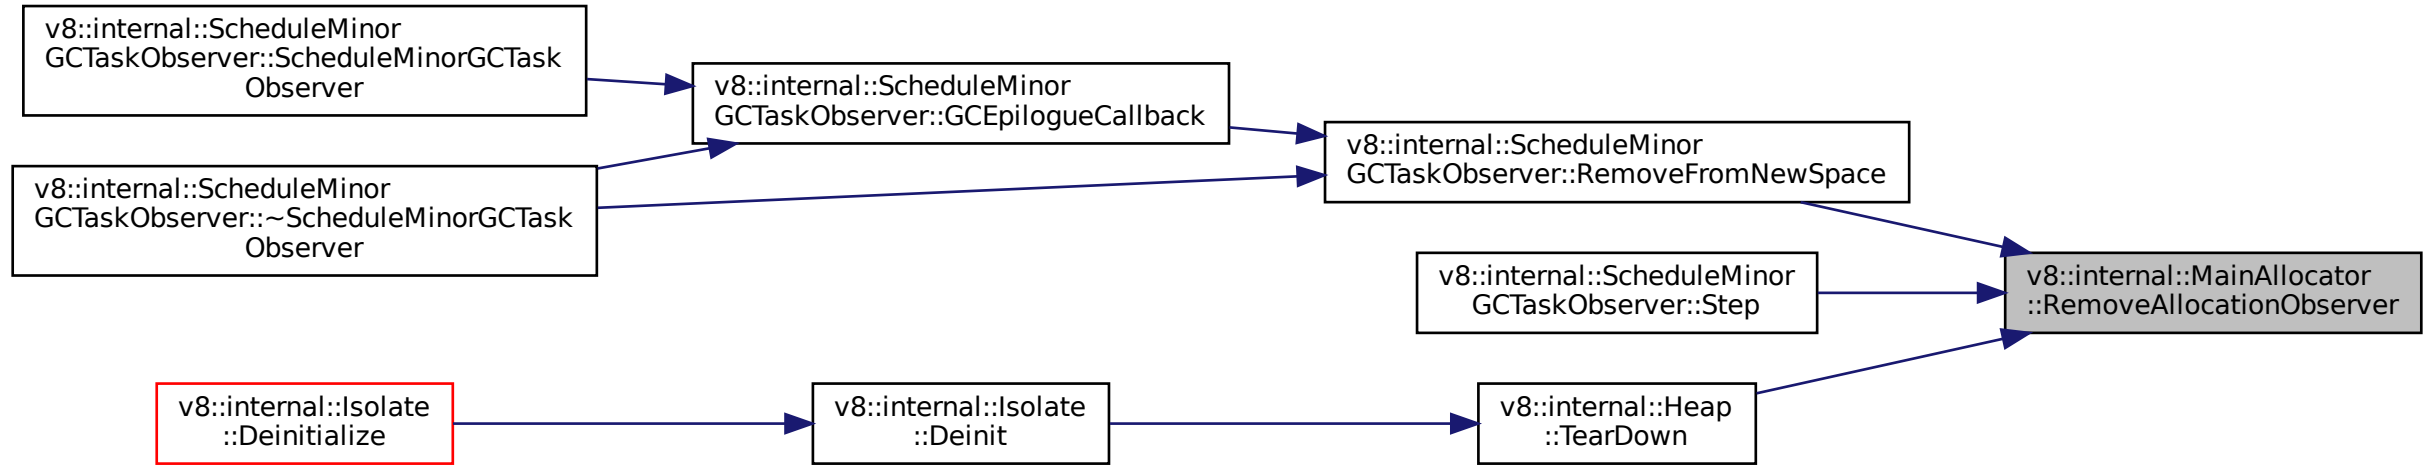 v8::internal::ScheduleMinor
GCTaskObserver::ScheduleMinorGCTask
Observer
v8::internal::ScheduleMinor
GCTaskObserver::GCEpilogueCallback
v8::internal::ScheduleMinor
GCTaskObserver::RemoveFromNewSpace
v8::internal::ScheduleMinor
GCTaskObserver::~ScheduleMinorGCTask
Observer
v8::internal::ScheduleMinor
GCTaskObserver::Step
v8::internal::MainAllocator
::RemoveAllocationObserver
v8::internal::Isolate
::Deinitialize
v8::internal::Isolate
::Deinit
v8::internal::Heap
::TearDown